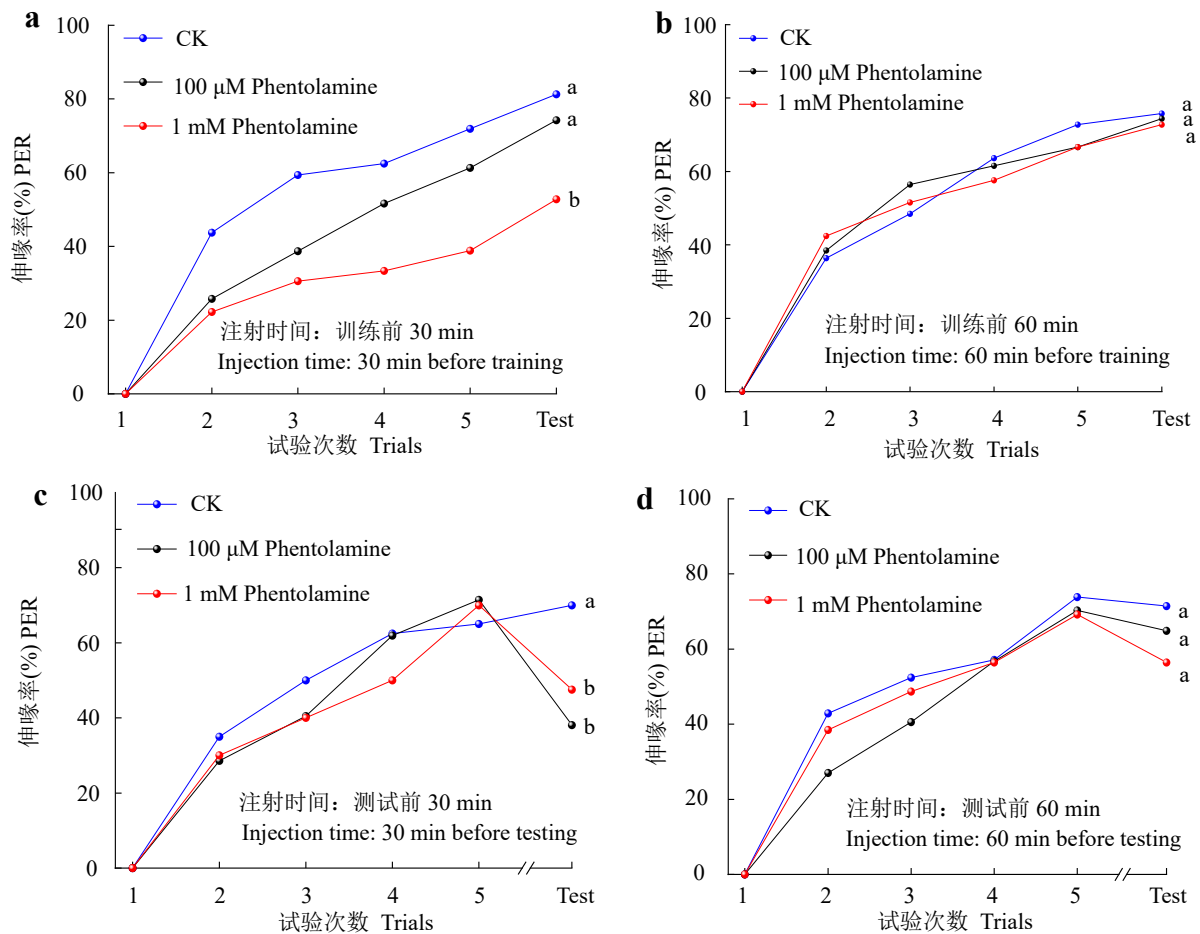 a
100
80
60
40
20
0
伸喙率(%) PER
CK
100 μM Phentolamine
1 mM Phentolamine
a
a
b
注射时间：训练前 30 min
Injection time: 30 min before training
1 2 3 4 5 Test
试验次数 Trials
b
100
80
60
40
20
0
伸喙率(%) PER
CK
100 μM Phentolamine
1 mM Phentolamine
a
a
a
注射时间：训练前 60 min
Injection time: 60 min before training
1 2 3 4 5 Test
试验次数 Trials
c
100
80
60
40
20
0
伸喙率(%) PER
CK
100 μM Phentolamine
1 mM Phentolamine
a
b
b
注射时间：测试前 30 min
Injection time: 30 min before testing
1 2 3 4 5 Test
试验次数 Trials
d
100
80
60
40
20
0
伸喙率(%) PER
CK
100 μM Phentolamine
1 mM Phentolamine
a
a
a
注射时间：测试前 60 min
Injection time: 60 min before testing
1 2 3 4 5 Test
试验次数 Trials